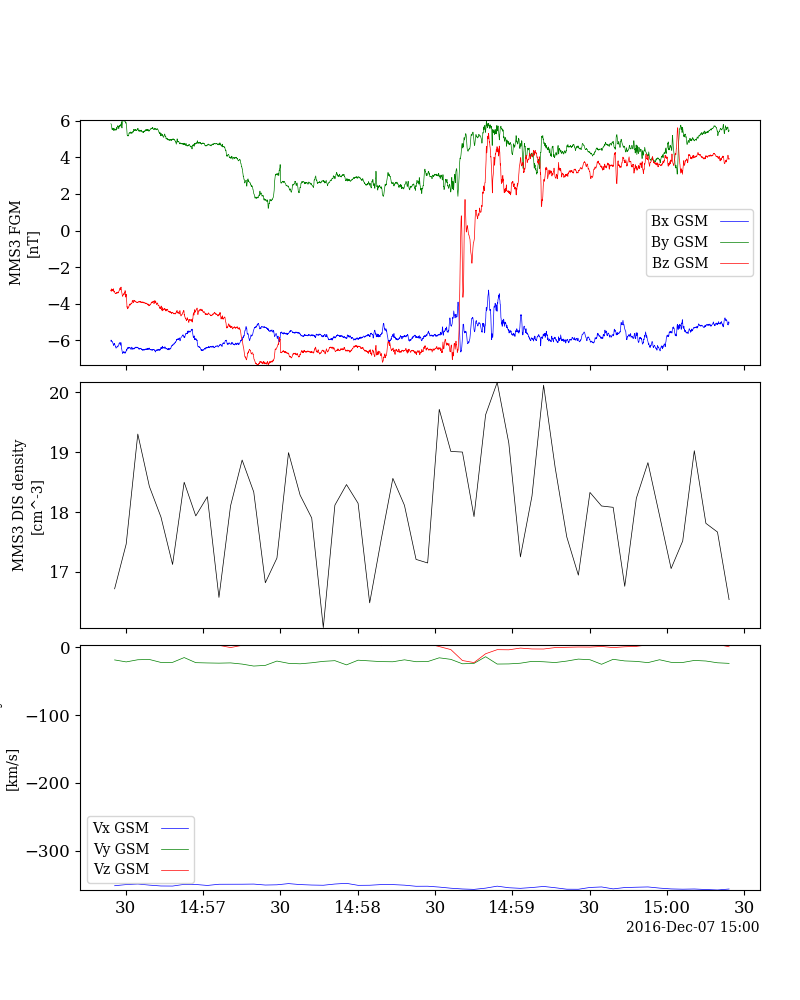 6
4
2
0
−2
−4
−6
MMS3 FGM
[nT]
Bx GSM
By GSM
Bz GSM
20
19
18
17
MMS3 DIS density
[cm^-3]
0
−100
−200
−300
[km/s]
Vx GSM
Vy GSM
Vz GSM
30 14:57 30 14:58 30 14:59 30 15:00 30
2016-Dec-07 15:00